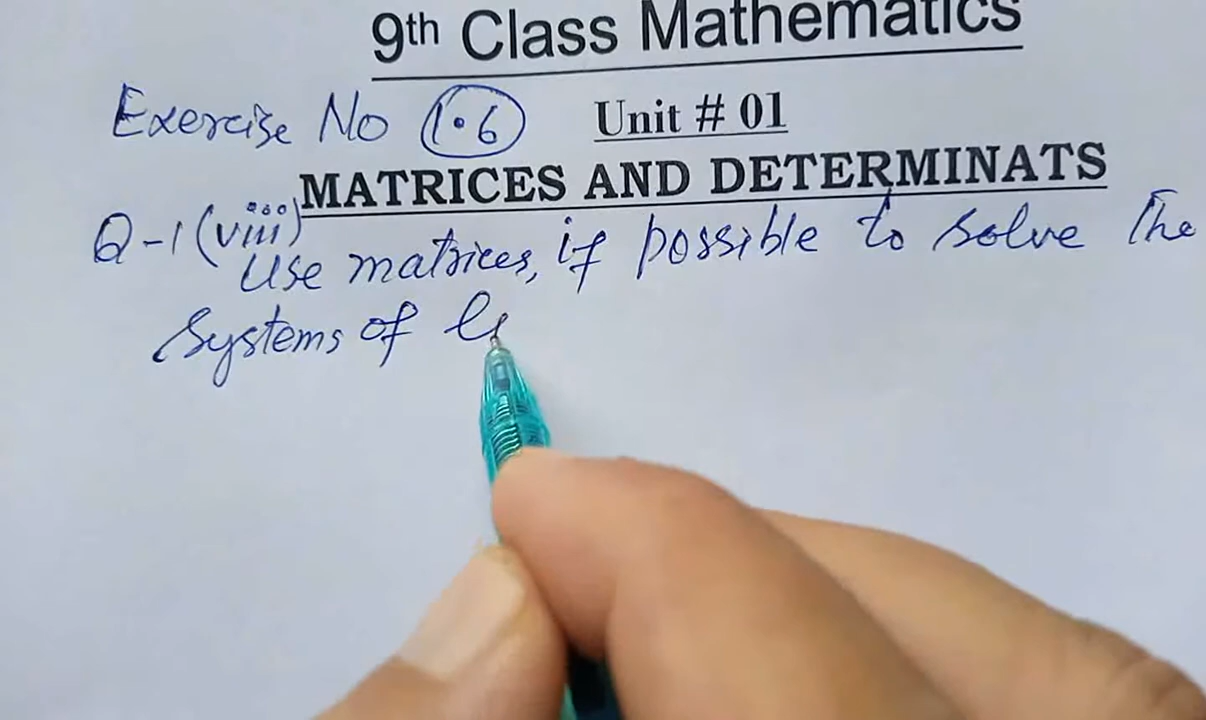 9th Class Mathematics
Exercise No 1.6 Unit # 01
MATRICES AND DETERMINATS
Q-1(viii)
Use matrices, if possible to solve the
systems of